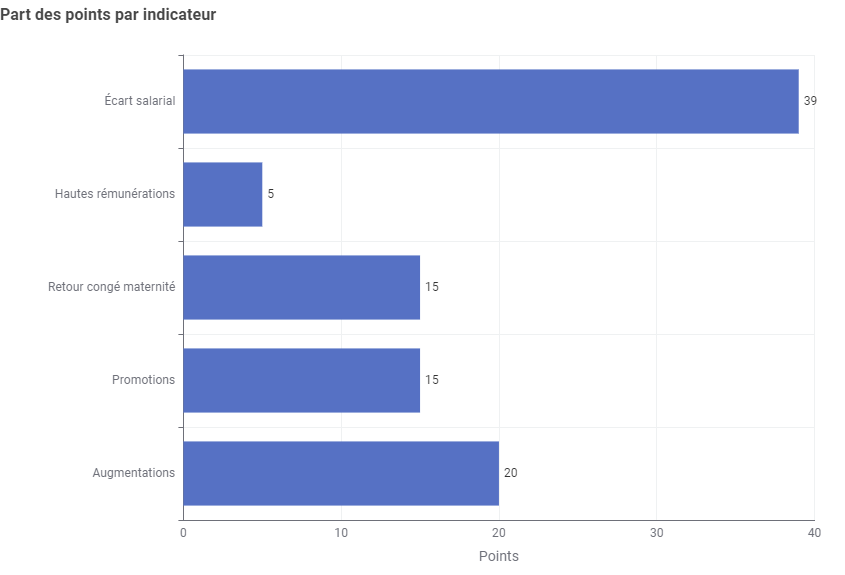 Part des points par indicateur
Écart salarial
39
Hautes rémunérations
5
Retour congé maternité
15
Promotions
15
Augmentations
20
0 10 20 30 40
Points